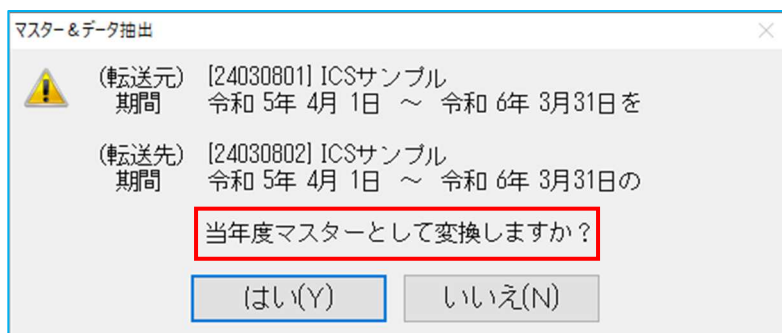 マスター&データ抽出
(転送元) [24030801] ICSサンプル
期間 令和 5年 4月 1日 ～ 令和 6年 3月31日を
(転送先) [24030802] ICSサンプル
期間 令和 5年 4月 1日 ～ 令和 6年 3月31日の
当年度マスターとして変換しますか？
はい(Y) いいえ(N)